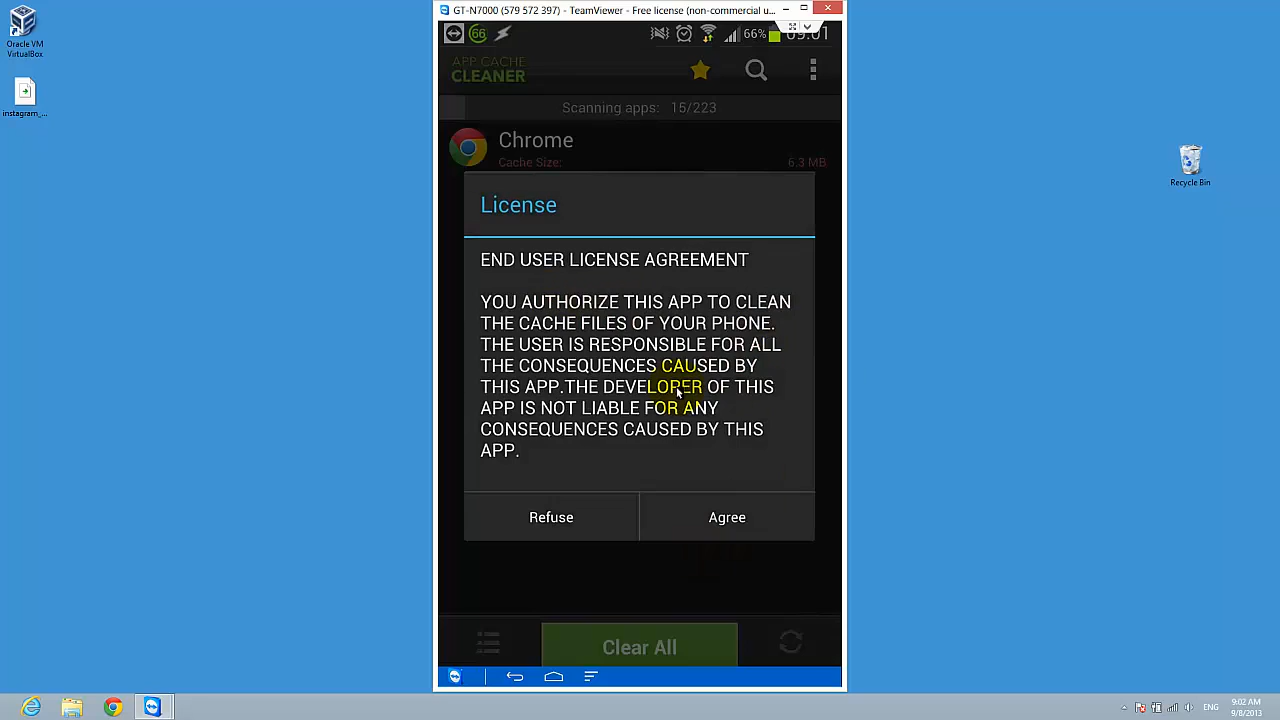 GT-N7000 (579 572 397) - TeamViewer - Free license (non-commercial u...
Oracle VM
VirtualBox
instagram_...
Recycle Bin
66
66%
09:01
APP CACHE
CLEANER
Scanning apps: 15/223
Chrome
Cache Size:
6.3 MB
License
END USER LICENSE AGREEMENT
YOU AUTHORIZE THIS APP TO CLEAN
THE CACHE FILES OF YOUR PHONE.
THE USER IS RESPONSIBLE FOR ALL
THE CONSEQUENCES CAUSED BY
THIS APP.THE DEVELOPER OF THIS
APP IS NOT LIABLE FOR ANY
CONSEQUENCES CAUSED BY THIS
APP.
Refuse
Agree
Clear All
ENG
9:02 AM
9/8/2013